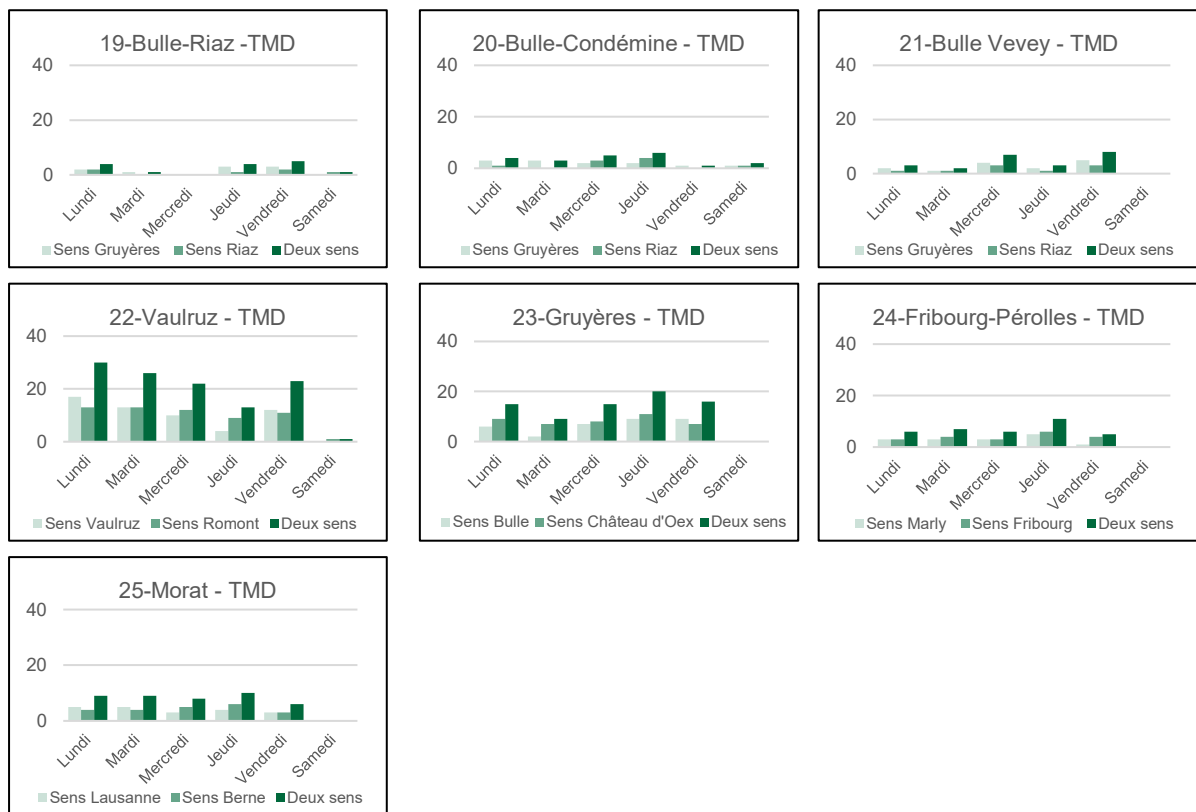 19-Bulle-Riaz -TMD
40
20
0
Lundi
Mardi
Mercredi
Jeudi
Vendredi
Samedi
Sens Gruyères Sens Riaz Deux sens
20-Bulle-Condémine - TMD
40
20
0
Lundi
Mardi
Mercredi
Jeudi
Vendredi
Samedi
Sens Gruyères Sens Riaz Deux sens
21-Bulle Vevey - TMD
40
20
0
Lundi
Mardi
Mercredi
Jeudi
Vendredi
Samedi
Sens Gruyères Sens Riaz Deux sens
22-Vaulruz - TMD
40
20
0
Lundi
Mardi
Mercredi
Jeudi
Vendredi
Samedi
Sens Vaulruz Sens Romont Deux sens
23-Gruyères - TMD
40
20
0
Lundi
Mardi
Mercredi
Jeudi
Vendredi
Samedi
Sens Bulle Sens Château d'Oex Deux sens
24-Fribourg-Pérolles - TMD
40
20
0
Lundi
Mardi
Mercredi
Jeudi
Vendredi
Samedi
Sens Marly Sens Fribourg Deux sens
25-Morat - TMD
40
20
0
Lundi
Mardi
Mercredi
Jeudi
Vendredi
Samedi
Sens Lausanne Sens Berne Deux sens